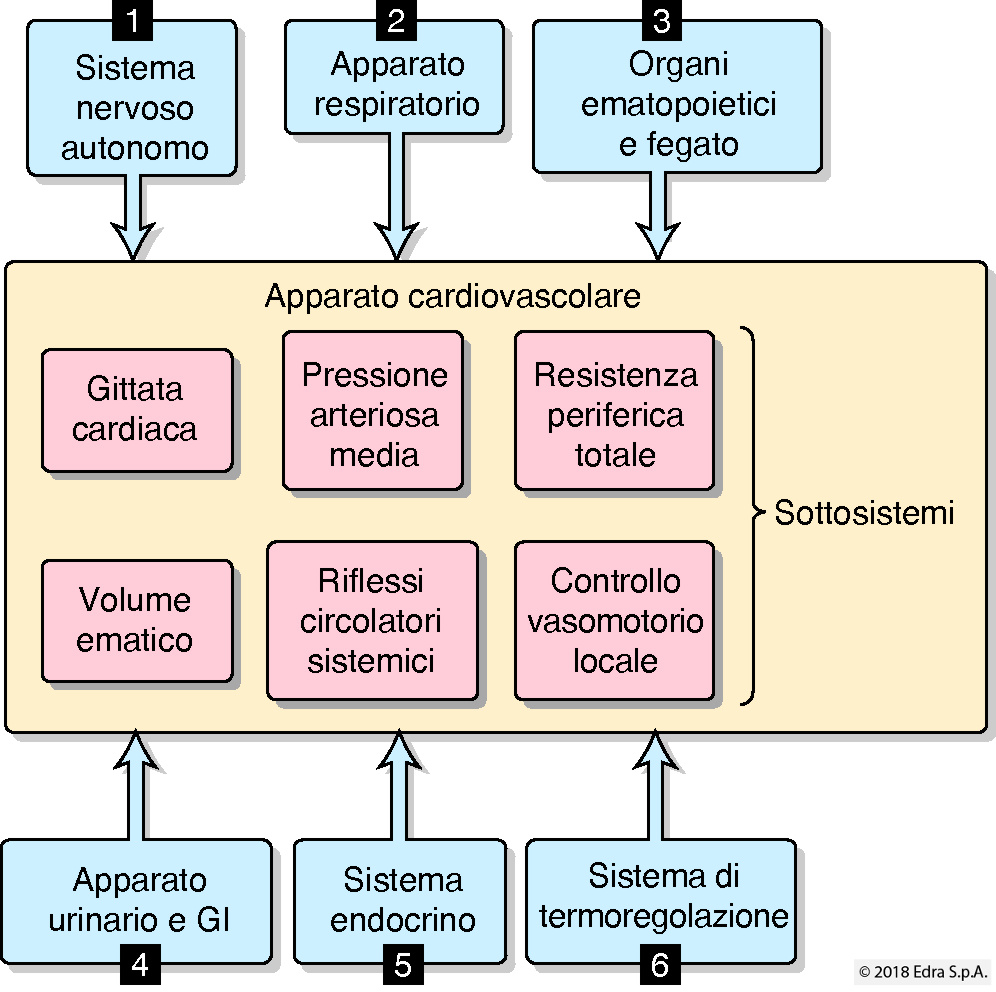 1
Sistema
nervoso
autonomo
2
Apparato
respiratorio
3
Organi
ematopoietici
e fegato
Apparato cardiovascolare
Gittata
cardiaca
Pressione
arteriosa
media
Resistenza
periferica
totale
Sottosistemi
Volume
ematico
Riflessi
circolatori
sistemici
Controllo
vasomotorio
locale
Apparato
urinario e GI
4
Sistema
endocrino
5
Sistema di
termoregolazione
6
© 2018 Edra S.p.A.